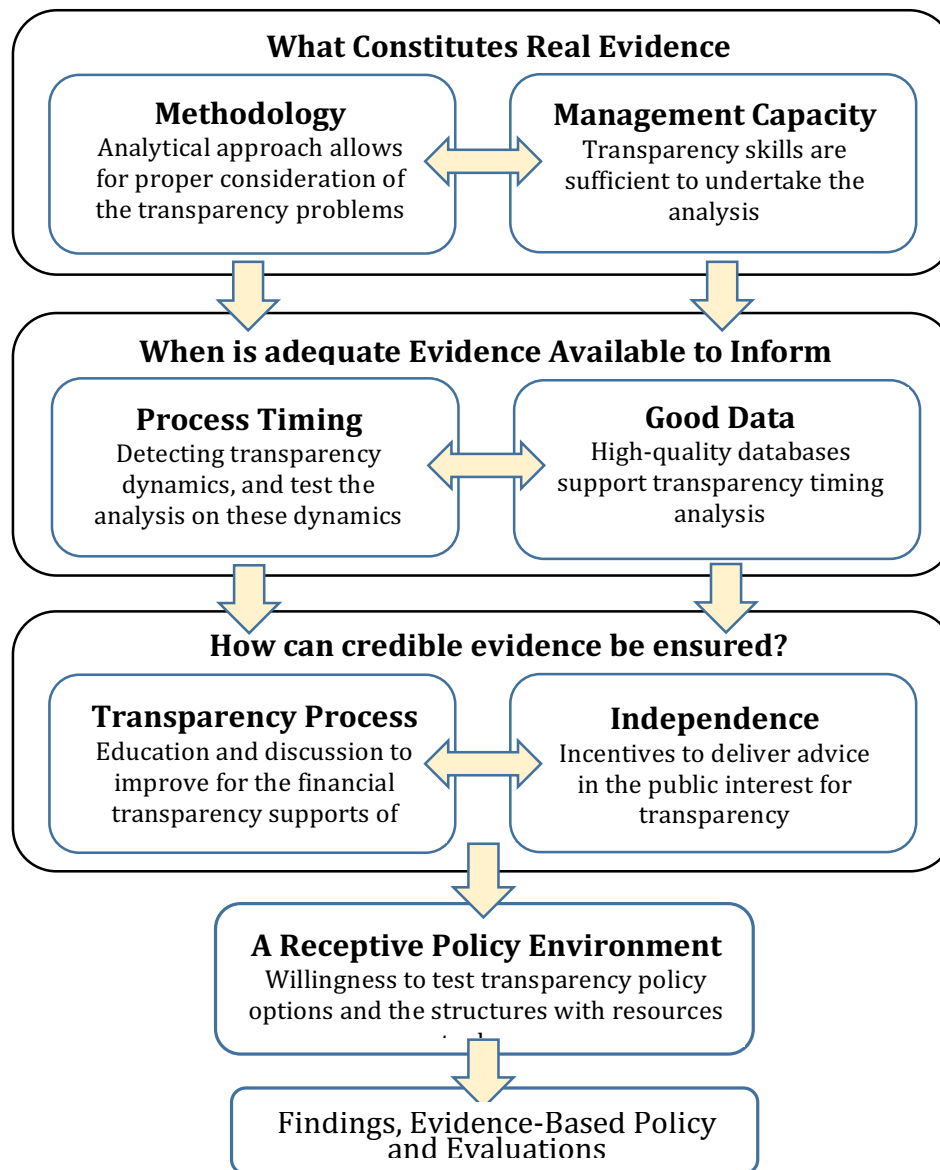 What Constitutes Real Evidence
Methodology
Analytical approach allows
for proper consideration of
the transparency problems
Management Capacity
Transparency skills are
sufficient to undertake the
analysis
When is adequate Evidence Available to Inform
Process Timing
Detecting transparency
dynamics, and test the
analysis on these dynamics
Good Data
High-quality databases
support transparency timing
analysis
How can credible evidence be ensured?
Transparency Process
Education and discussion to
improve for the financial
transparency supports of
Independence
Incentives to deliver advice
in the public interest for
transparency
A Receptive Policy Environment
Willingness to test transparency policy
options and the structures with resources
Findings, Evidence-Based Policy
and Evaluations